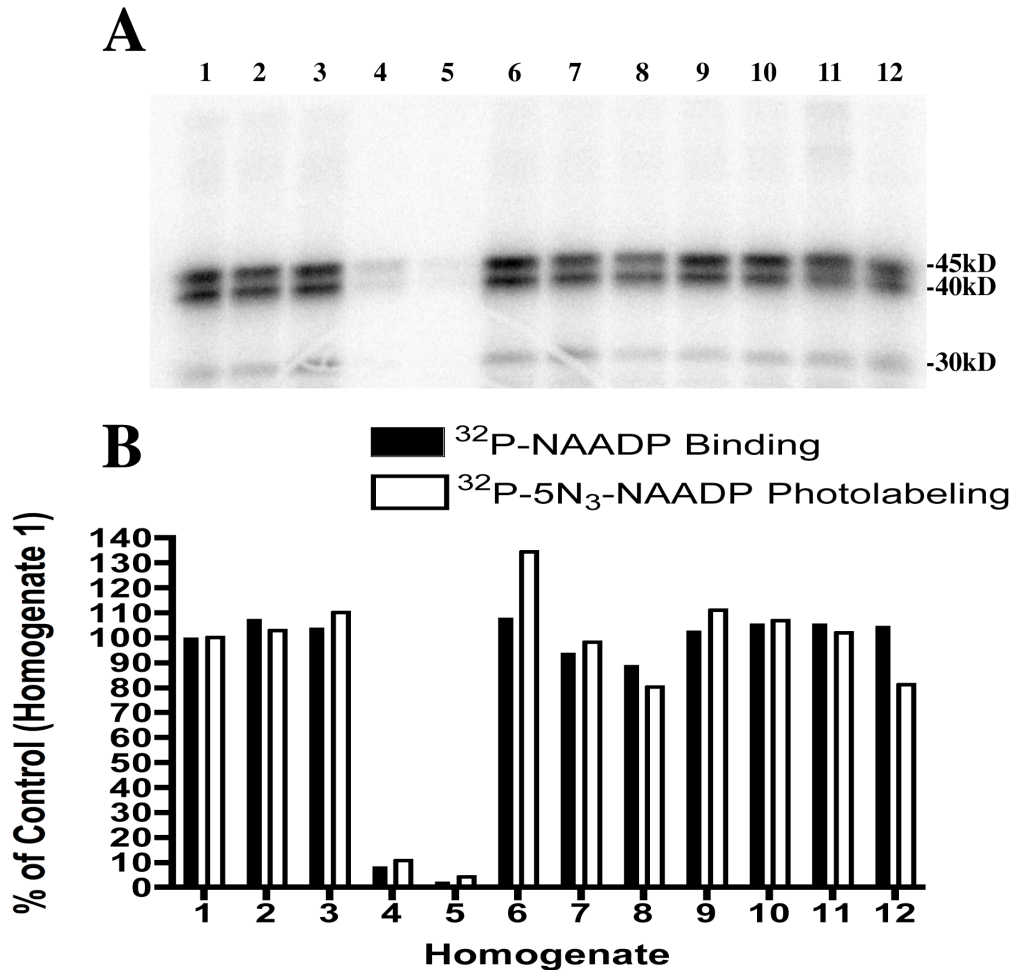 A
1 2 3 4 5 6 7 8 9 10 11 12
-45kD
-40kD
-30kD
B
³²P-NAADP Binding
³²P-5N₃-NAADP Photolabeling
% of Control (Homogenate 1)
140
130
120
110
100
90
80
70
60
50
40
30
20
10
0
1 2 3 4 5 6 7 8 9 10 11 12
Homogenate